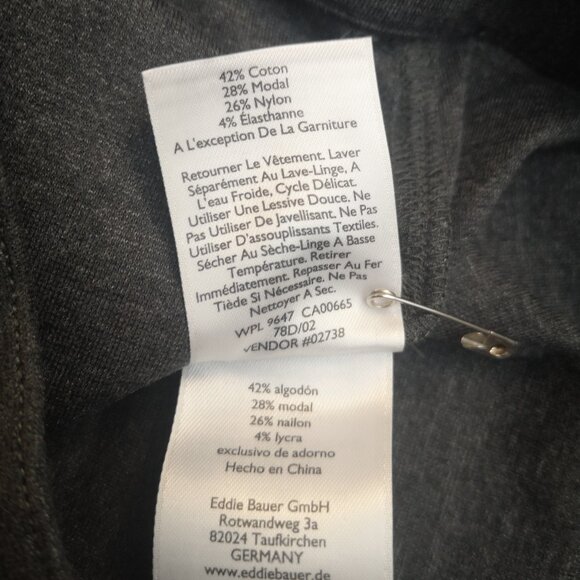 42% Coton
28% Modal
26% Nylon
4% Élasthanne
A L'exception De La Garniture
Retourner Le Vêtement. Laver
Séparément Au Lave-Linge, A
L'eau Froide, Cycle Délicat.
Utiliser Une Lessive Douce. Ne
Pas Utiliser De Javellisant. Ne Pas
Utiliser D'assouplissants Textiles.
Sécher Au Sèche-Linge A Basse
Température. Retirer
Immédiatement. Repasser Au Fer
Tiède Si Nécessaire. Ne Pas
Nettoyer A Sec.
WPL 9647 CA00665
78D/02
VENDOR #02738
42% algodón
28% modal
26% nailon
4% lycra
exclusivo de adorno
Hecho en China
Eddie Bauer GmbH
Rotwandweg 3a
82024 Taufkirchen
GERMANY
www.eddiebauer.de